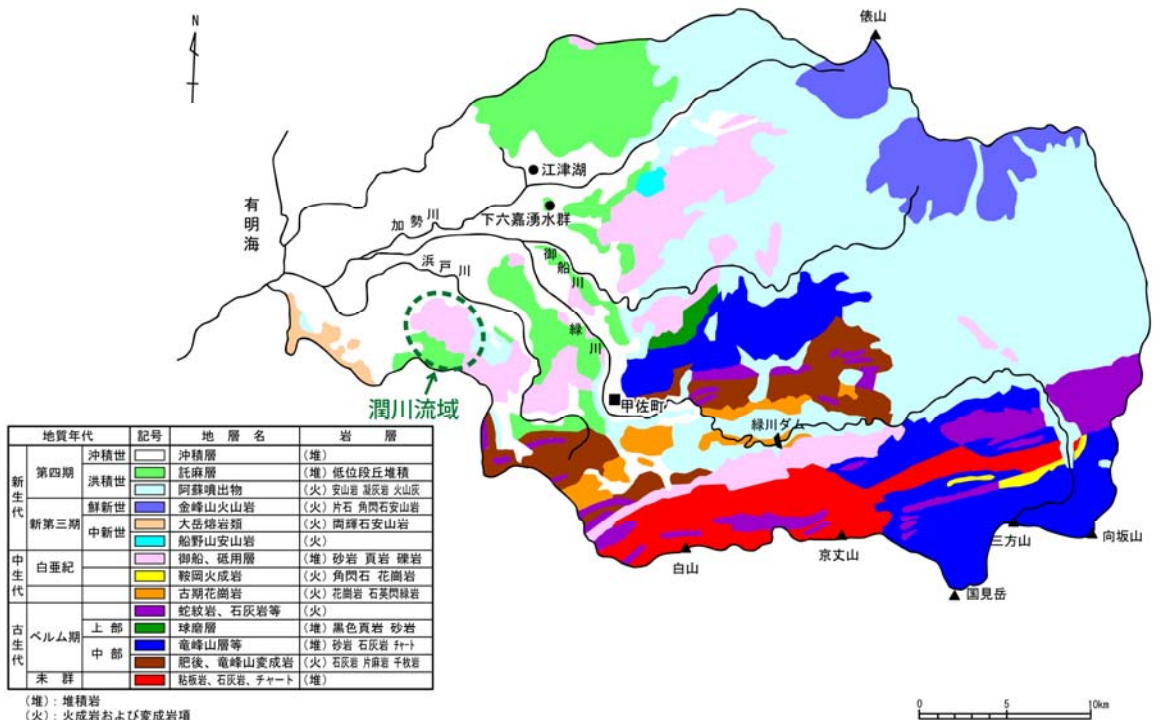 N
俵山
江津湖
下六嘉湧水群
有明海
加勢川
浜戸川
御船川
緑川
潤川流域
甲佐町
緑川ダム
白山
京丈山
三方山
向坂山
国見岳
地質年代 記号 地層名 岩層
新生代 第四期 沖積世 沖積層 (堆)
洪積世 託麻層 (堆) 低位段丘堆積
阿蘇噴出物 (火) 安山岩 凝灰岩 火山灰
新第三期 鮮新世 金峰山火山岩 (火) 片石 角閃石安山岩
中新世 大岳熔岩類 (火) 両輝石安山岩
船野山安山岩 (火)
中生代 白亜紀 御船、砥用層 (堆) 砂岩 頁岩 礫岩
鞍岡火成岩 (火) 角閃石 花崗岩
古期花崗岩 (火) 花崗岩 石英閃緑岩
古生代 ペルム期 蛇紋岩、石灰岩等 (火)
上部 球磨層 (堆) 黒色頁岩 砂岩
中部 竜峰山層等 (堆) 砂岩 石灰岩 チャート
肥後、竜峰山変成岩 (火) 石灰岩 片麻岩 千枚岩
未群 粘板岩、石灰岩、チャート (堆)
(堆):堆積岩
(火):火成岩および変成岩項
0 5 10km